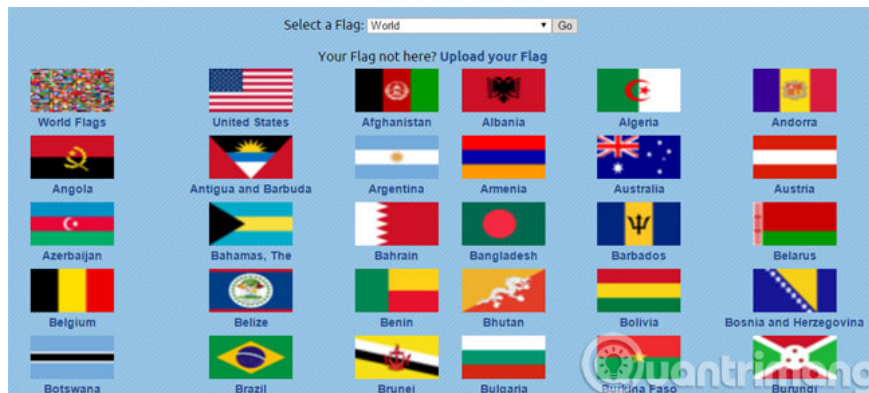 Select a Flag: World Go
Your Flag not here? Upload your Flag
World Flags United States Afghanistan Albania Algeria Andorra
Angola Antigua and Barbuda Argentina Armenia Australia Austria
Azerbaijan Bahamas, The Bahrain Bangladesh Barbados Belarus
Belgium Belize Benin Bhutan Bolivia Bosnia and Herzegovina
Botswana Brazil Brunei Bulgaria Burkina Faso Burundi
Quantrimang